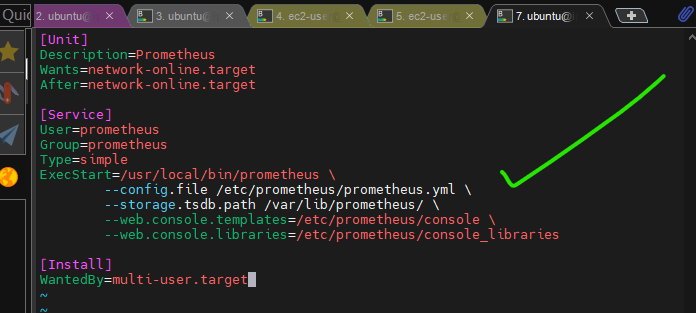 Quic
2. ubuntu@
3. ubuntu@
4. ec2-use
5. ec2-use
7. ubuntu@
[Unit]
Description=Prometheus
Wants=network-online.target
After=network-online.target
[Service]
User=prometheus
Group=prometheus
Type=simple
ExecStart=/usr/local/bin/prometheus \
--config.file /etc/prometheus/prometheus.yml \
--storage.tsdb.path /var/lib/prometheus/ \
--web.console.templates=/etc/prometheus/console \
--web.console.libraries=/etc/prometheus/console_libraries
[Install]
WantedBy=multi-user.target
~
~